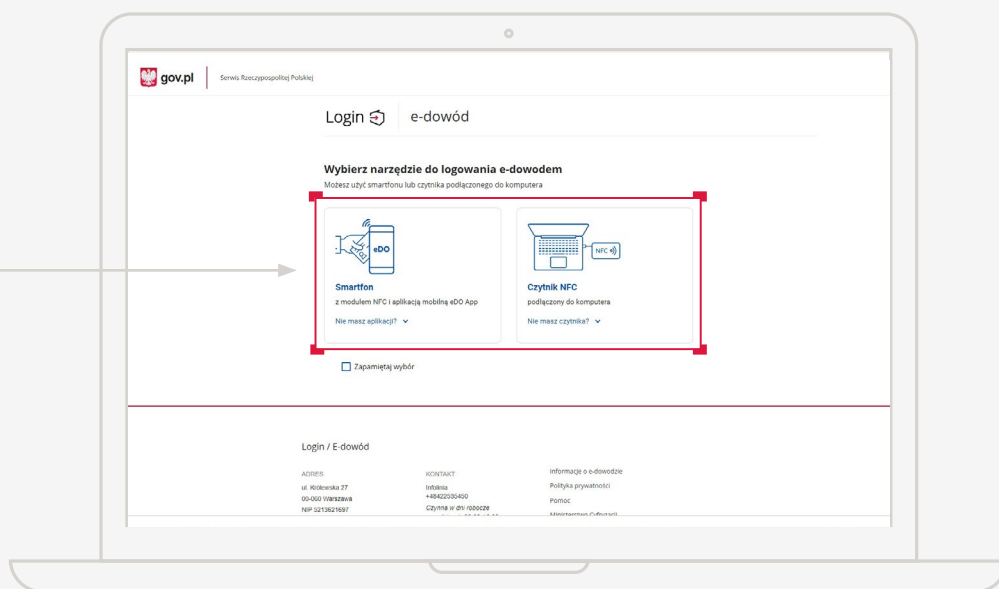 gov.pl
Serwis Rzeczypospolitej Polskiej
Login
e-dowód
Wybierz narzędzie do logowania e-dowodem
Możesz użyć smartfonu lub czytnika podłączonego do komputera
eDO
NFC
Smartfon
z modułem NFC i aplikacją mobilną eDO App
Nie masz aplikacji?
Czytnik NFC
podłączony do komputera
Nie masz czytnika?
Zapamiętaj wybór
Login / E-dowód
ADRES
ul. Królewska 27
00-060 Warszawa
NIP 5213621697
KONTAKT
Infolinia
+48422535450
Czynna w dni robocze
Informacje o e-dowodzie
Polityka prywatności
Pomoc
Ministerstwo Cyfryzacji